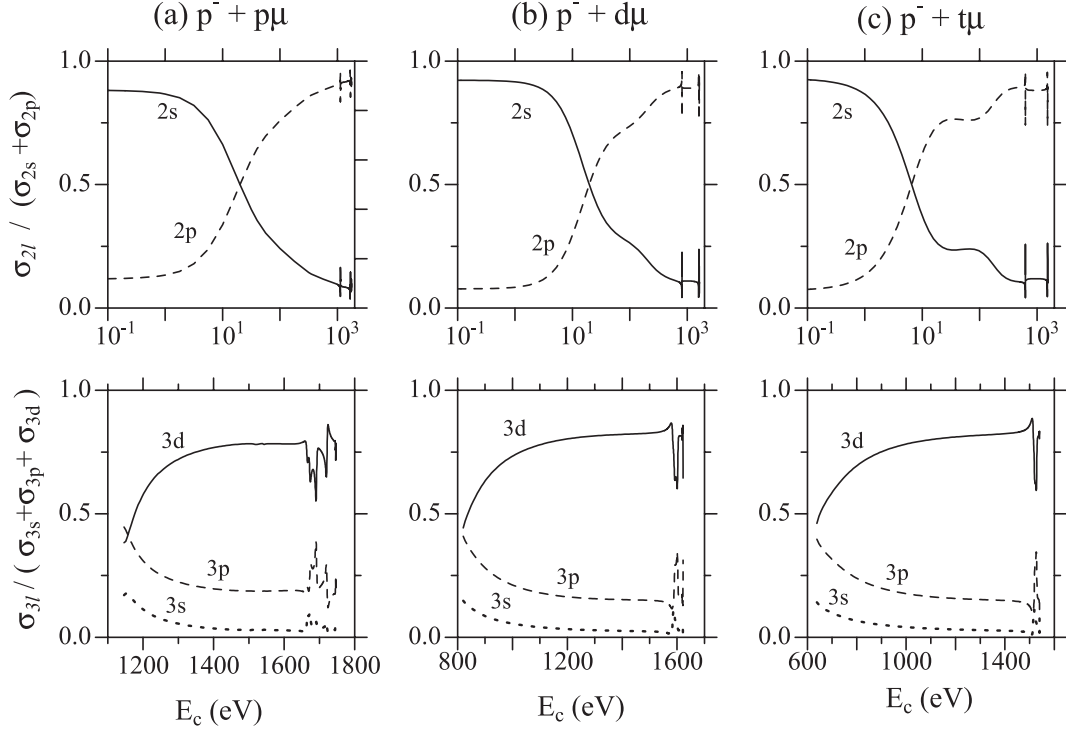 (a) p⁻ + pμ
(b) p⁻ + dμ
(c) p⁻ + tμ
σ₂ₗ / (σ₂ₛ +σ₂ₚ)
1.0
0.5
0.0
2s
2p
10⁻¹
10¹
10³
2s
2p
10⁻¹
10¹
10³
2s
2p
10⁻¹
10¹
10³
σ₃ₗ / ( σ₃ₛ+σ₃ₚ+ σ₃d)
1.0
0.5
0.0
3d
3p
3s
1200
1400
1600
1800
3d
3p
3s
800
1200
1600
3d
3p
3s
600
1000
1400
E_c (eV)
E_c (eV)
E_c (eV)